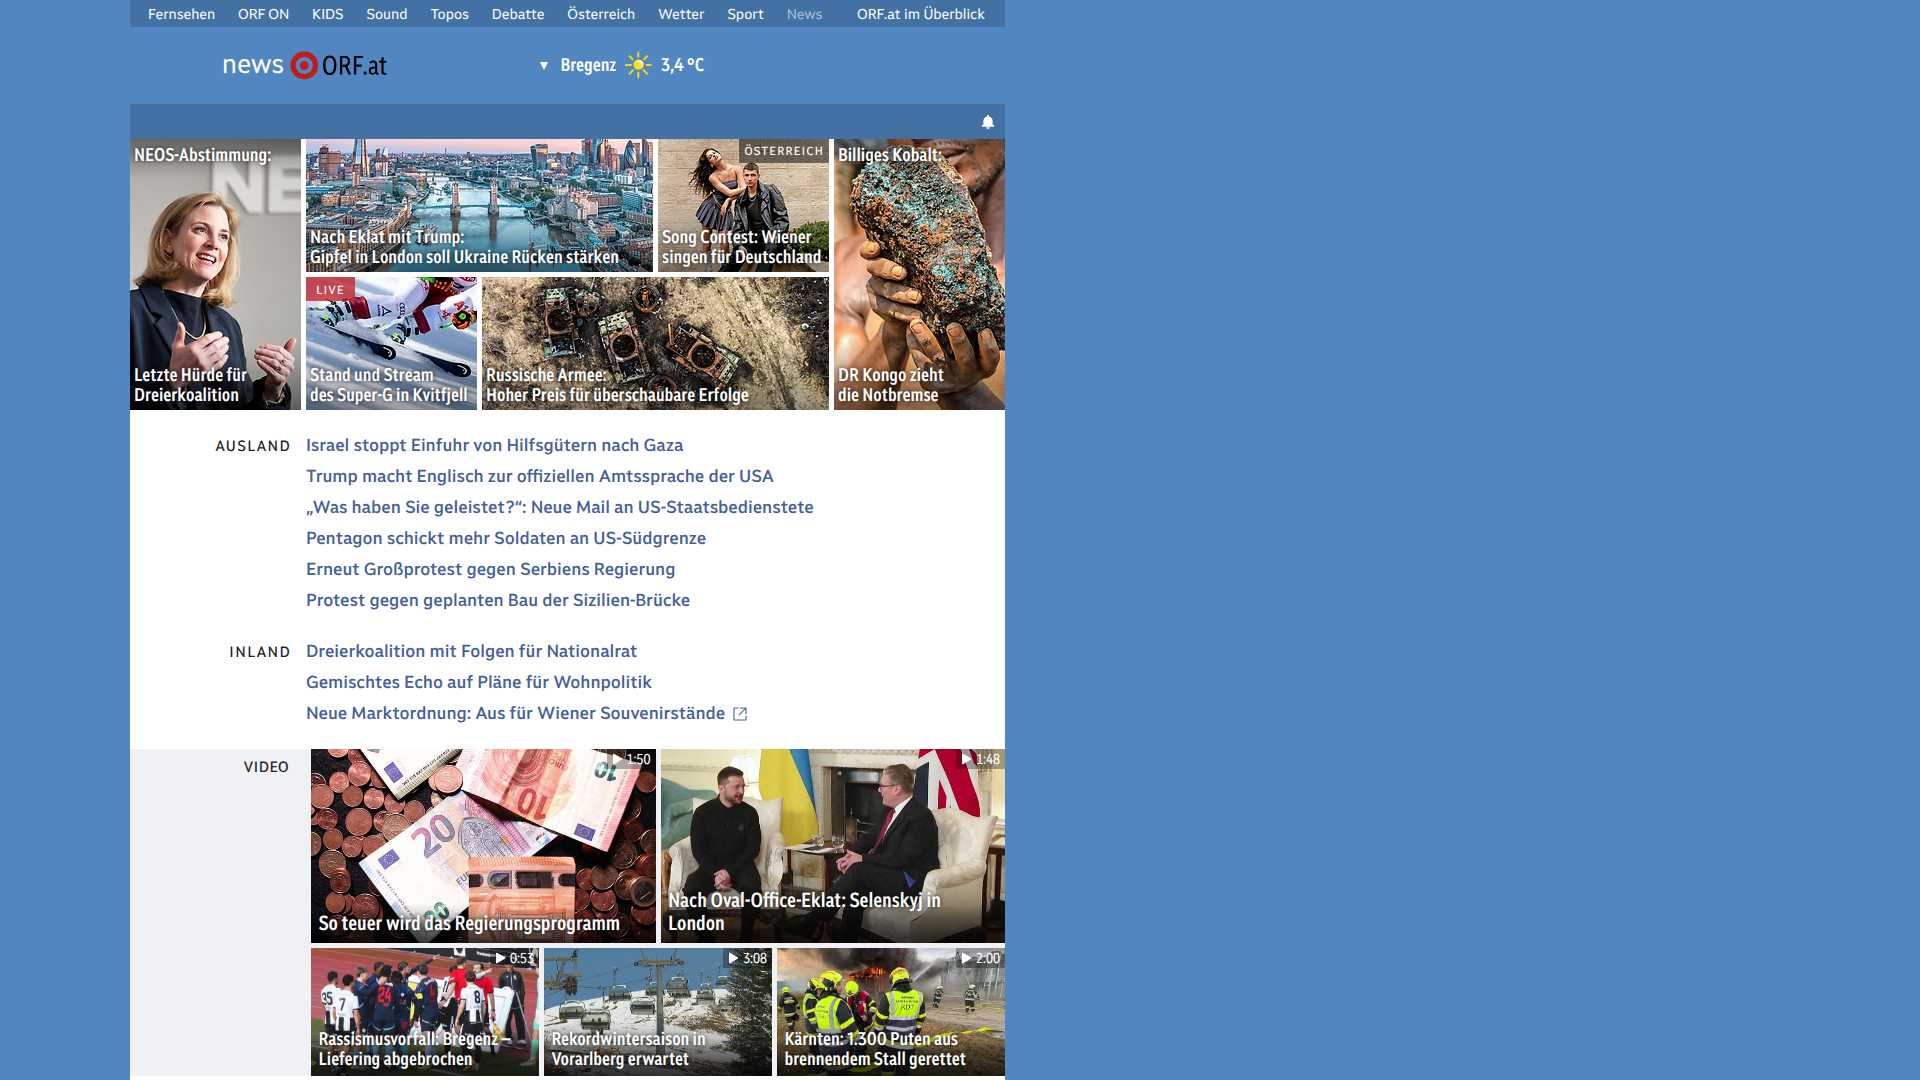 Fernsehen ORF ON KIDS Sound Topos Debatte Österreich Wetter Sport News ORF.at im Überblick
news ORF.at
Bregenz 3,4 °C
NEOS-Abstimmung:
Letzte Hürde für
Dreierkoalition
Nach Eklat mit Trump:
Gipfel in London soll Ukraine Rücken stärken
ÖSTERREICH
Song Contest: Wiener
singen für Deutschland
Billiges Kobalt:
DR Kongo zieht
die Notbremse
LIVE
Stand und Stream
des Super-G in Kvitfjell
Russische Armee:
Hoher Preis für überschaubare Erfolge
AUSLAND
Israel stoppt Einfuhr von Hilfsgütern nach Gaza
Trump macht Englisch zur offiziellen Amtssprache der USA
„Was haben Sie geleistet?“: Neue Mail an US-Staatsbedienstete
Pentagon schickt mehr Soldaten an US-Südgrenze
Erneut Großprotest gegen Serbiens Regierung
Protest gegen geplanten Bau der Sizilien-Brücke
INLAND
Dreierkoalition mit Folgen für Nationalrat
Gemischtes Echo auf Pläne für Wohnpolitik
Neue Marktordnung: Aus für Wiener Souvenirstände
VIDEO
1:50
So teuer wird das Regierungsprogramm
1:48
Nach Oval-Office-Eklat: Selenskyj in
London
0:53
Rassismusvorfall: Bregenz –
Liefering abgebrochen
3:08
Rekordwintersaison in
Vorarlberg erwartet
2:00
Kärnten: 1.300 Puten aus
brennendem Stall gerettet